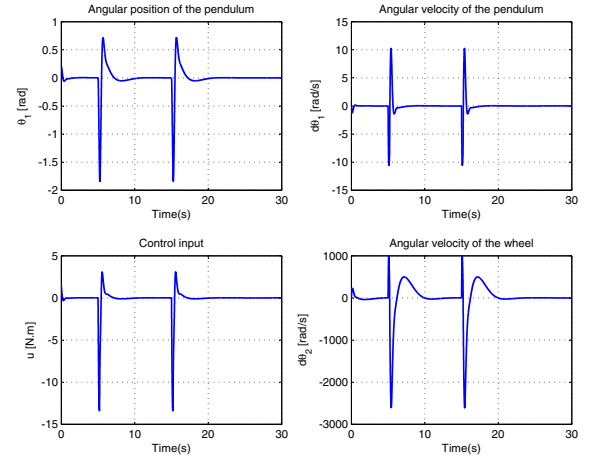 Angular position of the pendulum
1
0.5
0
-0.5
-1
-1.5
-2
θ1 [rad]
0 10 20 30
Time(s)
Angular velocity of the pendulum
15
10
5
0
-5
-10
-15
dθ1 [rad/s]
0 10 20 30
Time(s)
Control input
5
0
-5
-10
-15
u [N.m]
0 10 20 30
Time(s)
Angular velocity of the wheel
1000
0
-1000
-2000
-3000
dθ2 [rad/s]
0 10 20 30
Time(s)